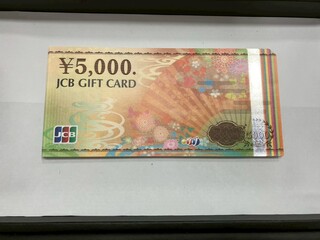 ¥5,000.
JCB GIFT CARD
JCB